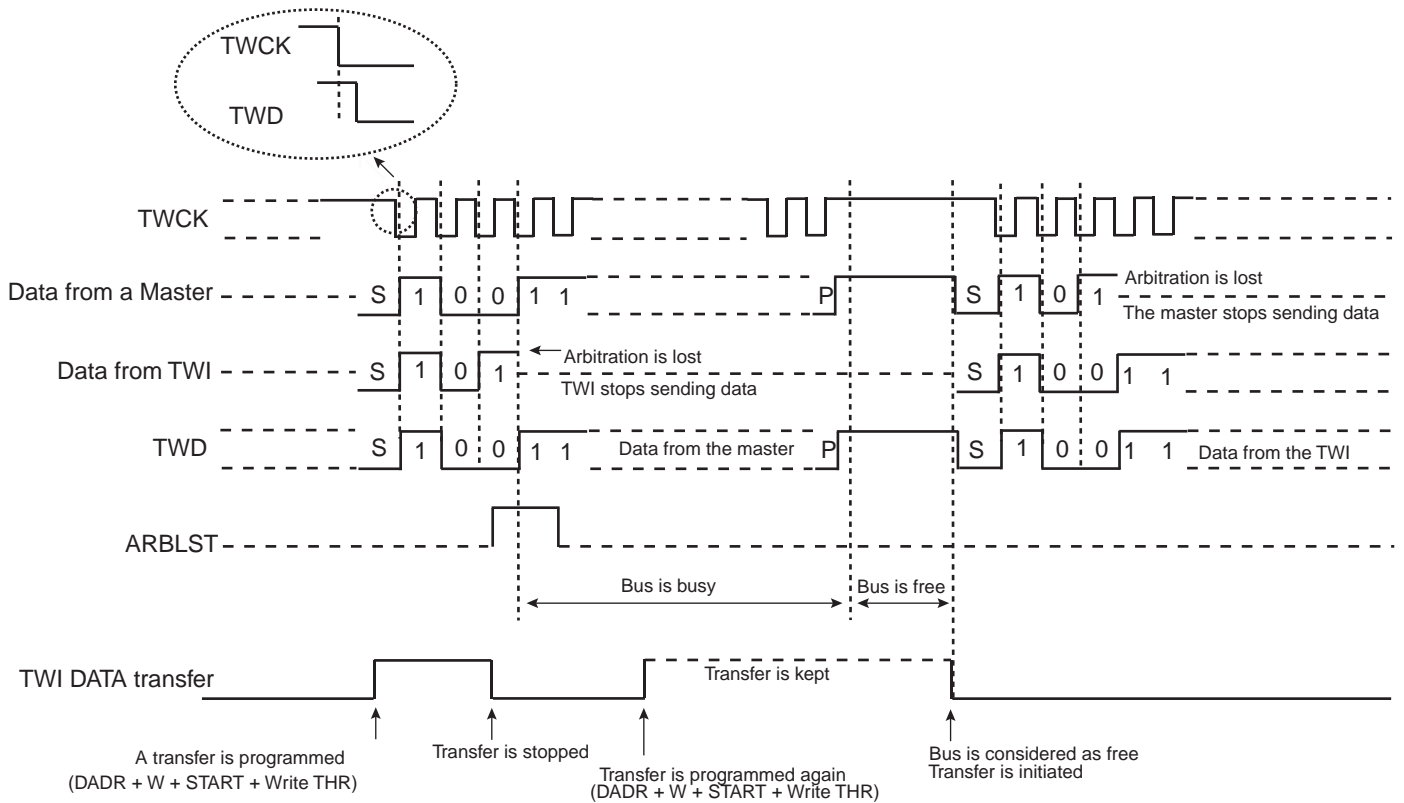 TWCK
TWD
TWCK
Data from a Master S 1 0 0 1 1 P S 1 0 1 Arbitration is lost
The master stops sending data
Data from TWI S 1 0 1 Arbitration is lost S 1 0 0 1 1
TWI stops sending data
TWD S 1 0 0 1 1 Data from the master P S 1 0 0 1 1 Data from the TWI
ARBLST
Bus is busy Bus is free
TWI DATA transfer Transfer is kept
A transfer is programmed
(DADR + W + START + Write THR)
Transfer is stopped
Transfer is programmed again
(DADR + W + START + Write THR)
Bus is considered as free
Transfer is initiated